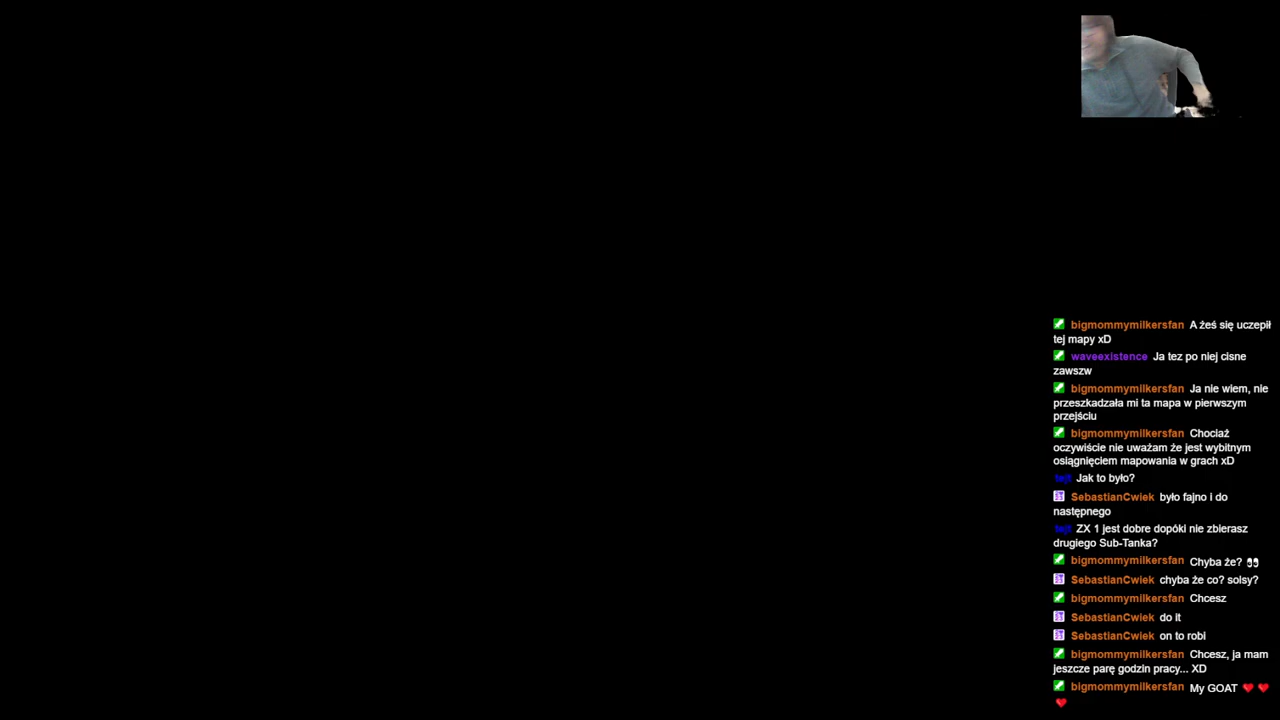 bigmommymilkersfan A żeś się uczepił
tej mapy xD
waveexistence Ja tez po niej cisne
zawszw
bigmommymilkersfan Ja nie wiem, nie
przeszkadzała mi ta mapa w pierwszym
przejściu
bigmommymilkersfan Chociaż
oczywiście nie uważam że jest wybitnym
osiągnięciem mapowania w grach xD
Jak to było?
SebastianCwiek było fajno i do
następnego
ZX 1 jest dobre dopóki nie zbierasz
drugiego Sub-Tanka?
bigmommymilkersfan Chyba że? 👀
SebastianCwiek chyba że co? solsy?
bigmommymilkersfan Chcesz
SebastianCwiek do it
SebastianCwiek on to robi
bigmommymilkersfan Chcesz, ja mam
jeszcze parę godzin pracy... XD
bigmommymilkersfan My GOAT ❤️ ❤️
❤️